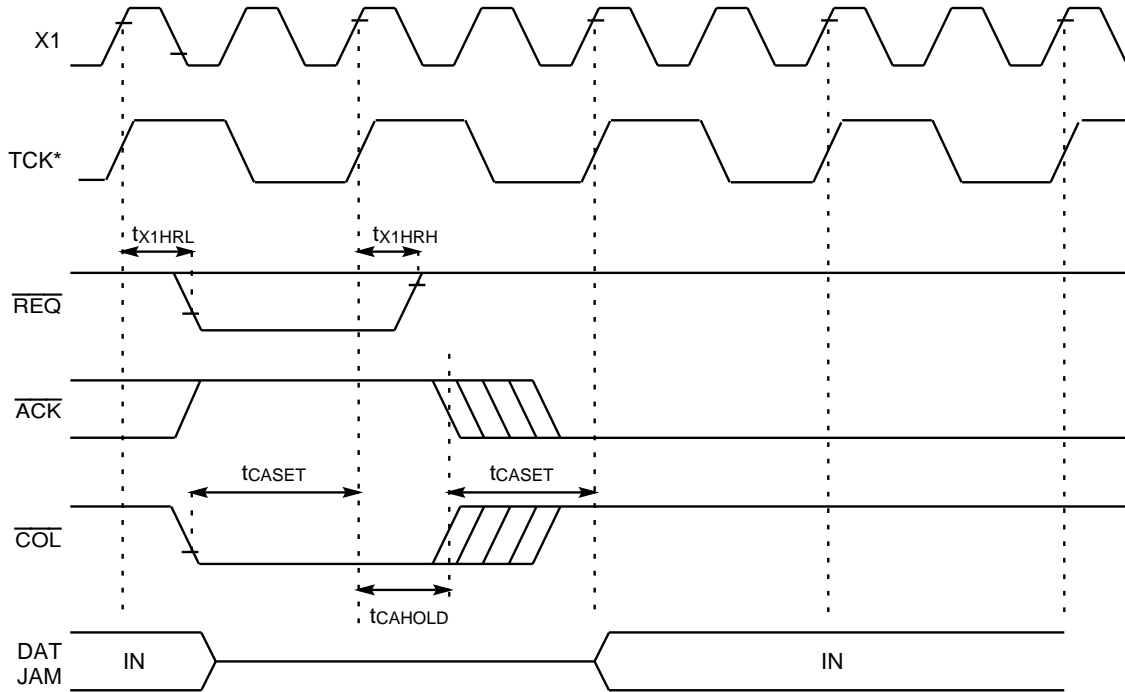 X1
TCK*
tX1HRL
tX1HRH
REQ
ACK
tCASET
tCASET
COL
tCAHOLD
DAT
JAM
IN
IN